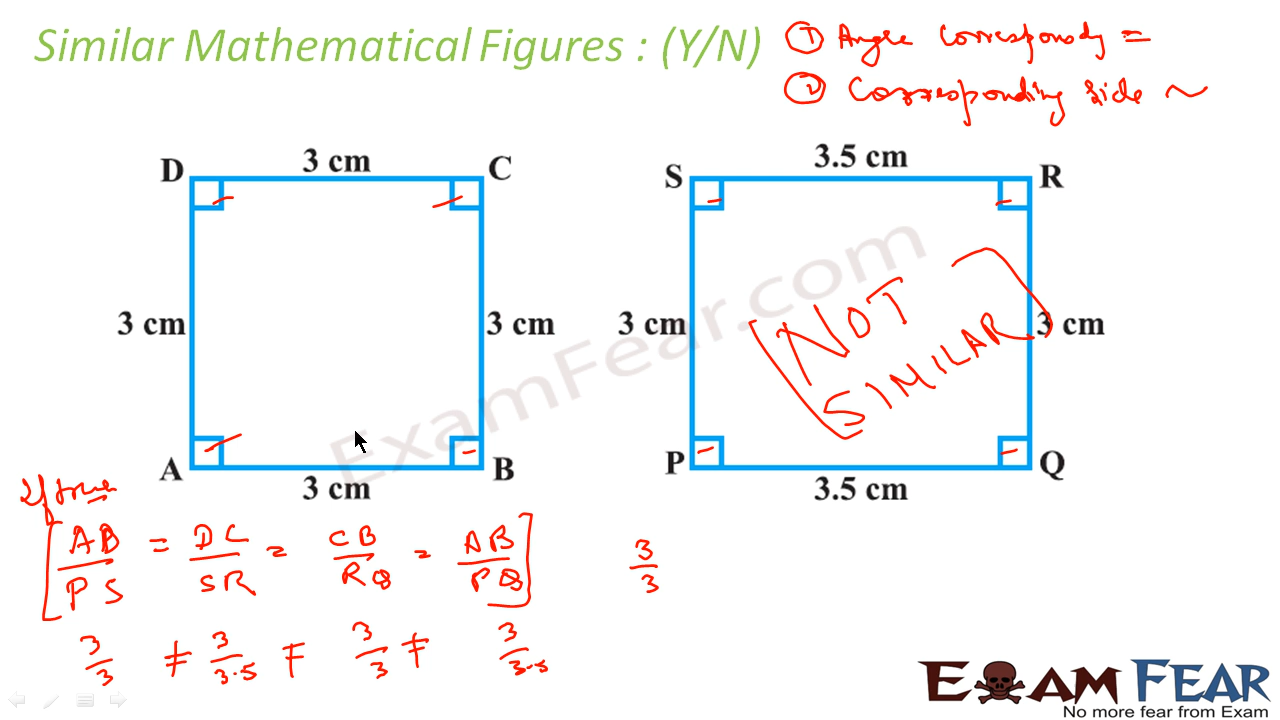 Similar Mathematical Figures : (Y/N)
① Angle correspondy =
② Corresponding side ~
D 3 cm C
S 3.5 cm R
3 cm 3 cm
3 cm 3 cm
ExamFear.com
[NOT
SIMILAR]
A 3 cm B
P 3.5 cm Q
If true
[AB/PS = DC/SR = CB/RQ = AB/PQ]
3/3
3/3 ≠ 3/3.5 ≠ 3/3 ≠ 3/3.5
EXAM FEAR
No more fear from Exam